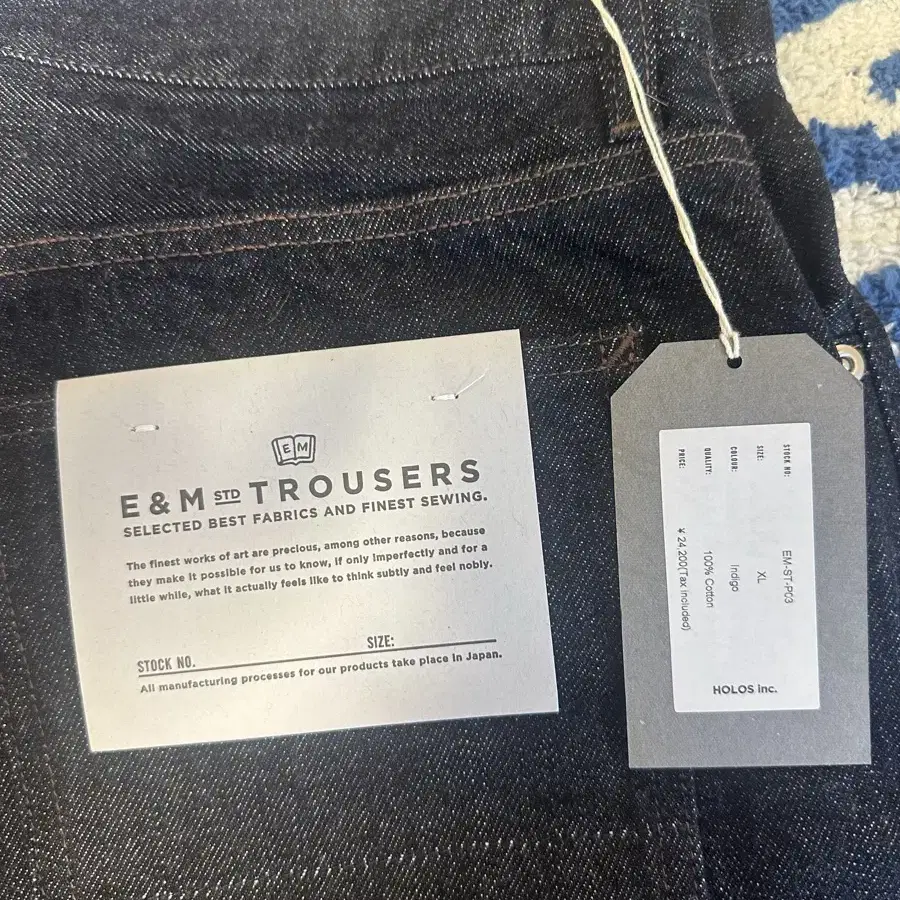 E M
E & M STD TROUSERS
SELECTED BEST FABRICS AND FINEST SEWING.
The finest works of art are precious, among other reasons, because
they make it possible for us to know, if only imperfectly and for a
little while, what it actually feels like to think subtly and feel nobly.
STOCK NO. SIZE:
All manufacturing processes for our products take place in Japan.
STOCK NO: EM-ST-P03
SIZE: XL
COLOUR: Indigo
QUALITY: 100% Cotton
PRICE: ¥ 24,200(Tax included)
HOLOS inc.